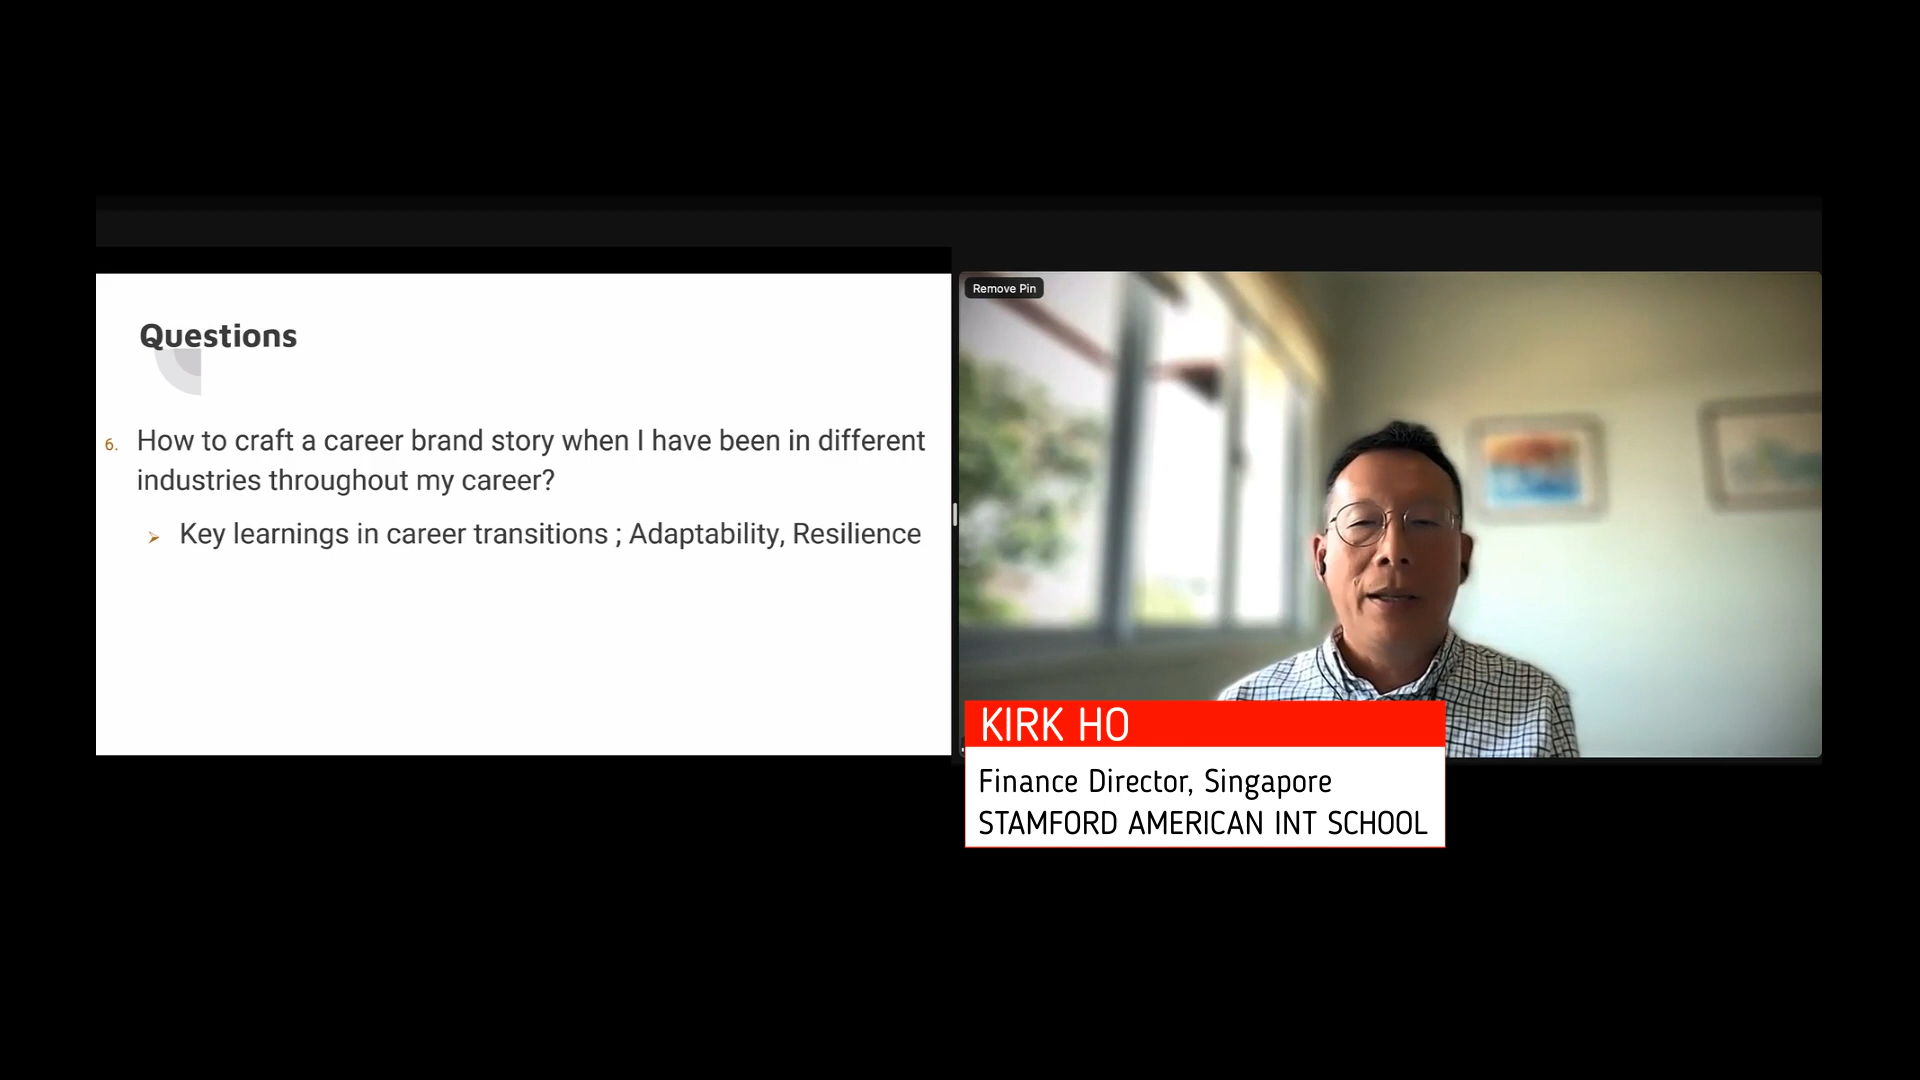 Questions
6. How to craft a career brand story when I have been in different
industries throughout my career?
➢ Key learnings in career transitions ; Adaptability, Resilience
Remove Pin
KIRK HO
Finance Director, Singapore
STAMFORD AMERICAN INT SCHOOL